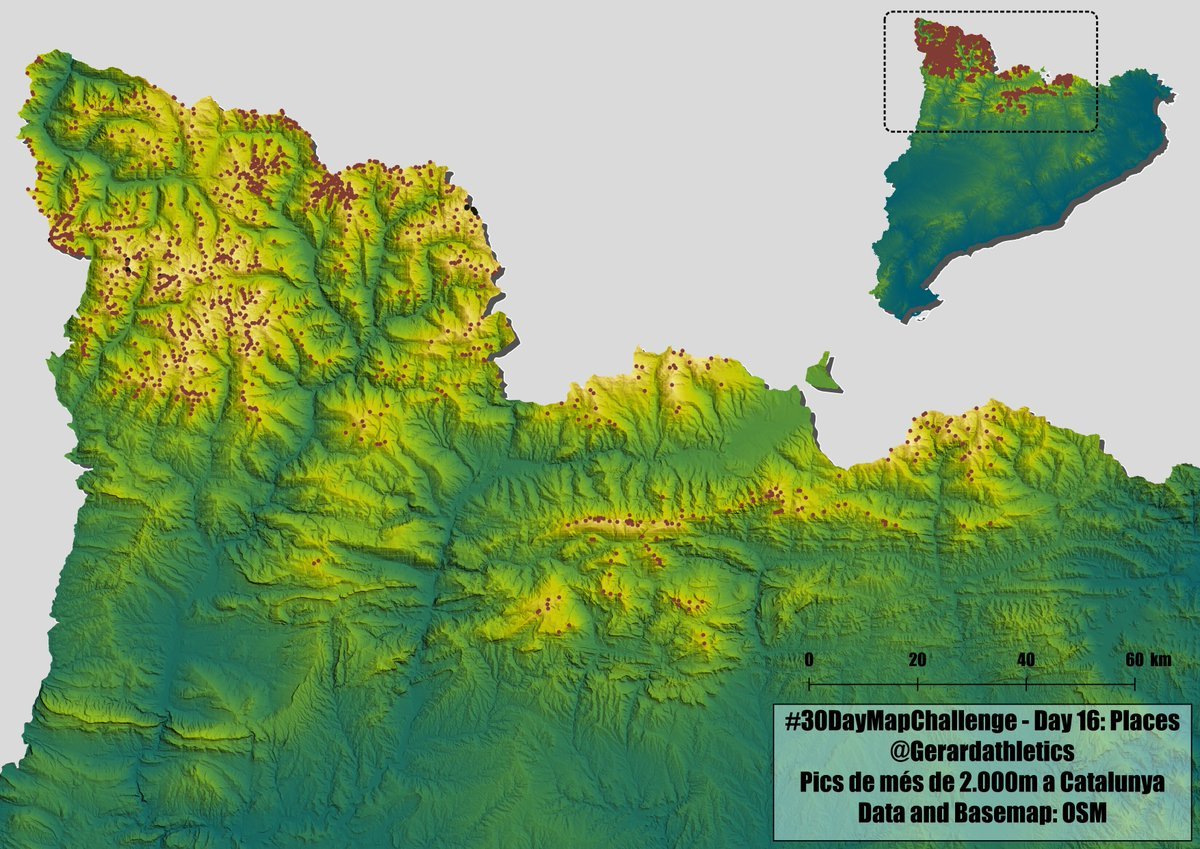 0 20 40 60 km
#30DayMapChallenge - Day 16: Places
@Gerardathletics
Pics de més de 2.000m a Catalunya
Data and Basemap: OSM